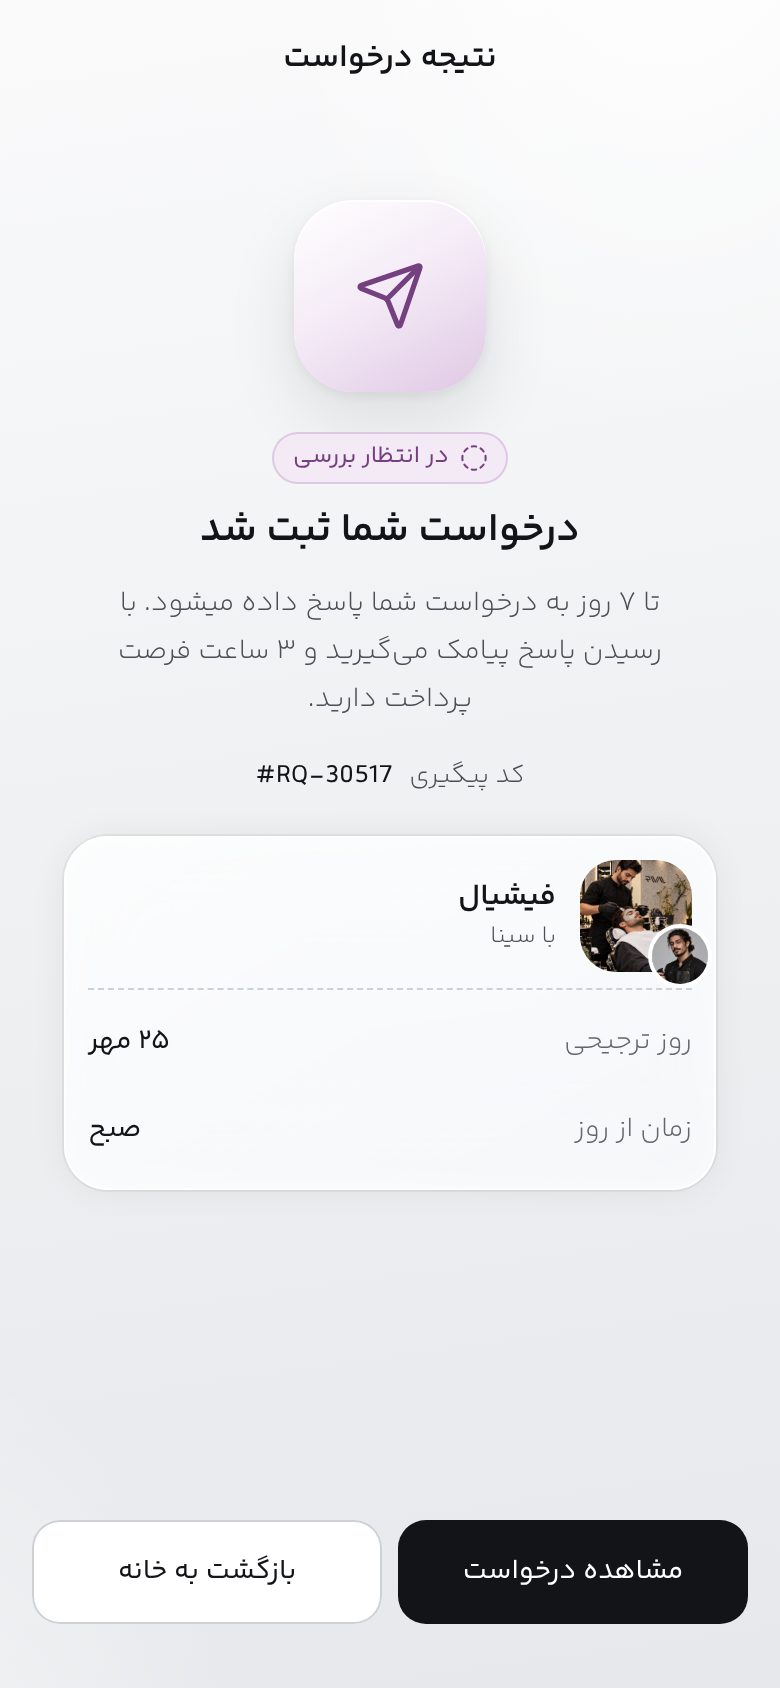 نتیجه درخواست
در انتظار بررسی
درخواست شما ثبت شد
تا ۷ روز به درخواست شما پاسخ داده میشود. با
رسیدن پاسخ پیامک می‌گیرید و ۳ ساعت فرصت
پرداخت دارید.
کد پیگیری #RQ-30517
فیشیال
با سینا
روز ترجیحی ۲۵ مهر
زمان از روز صبح
مشاهده درخواست
بازگشت به خانه